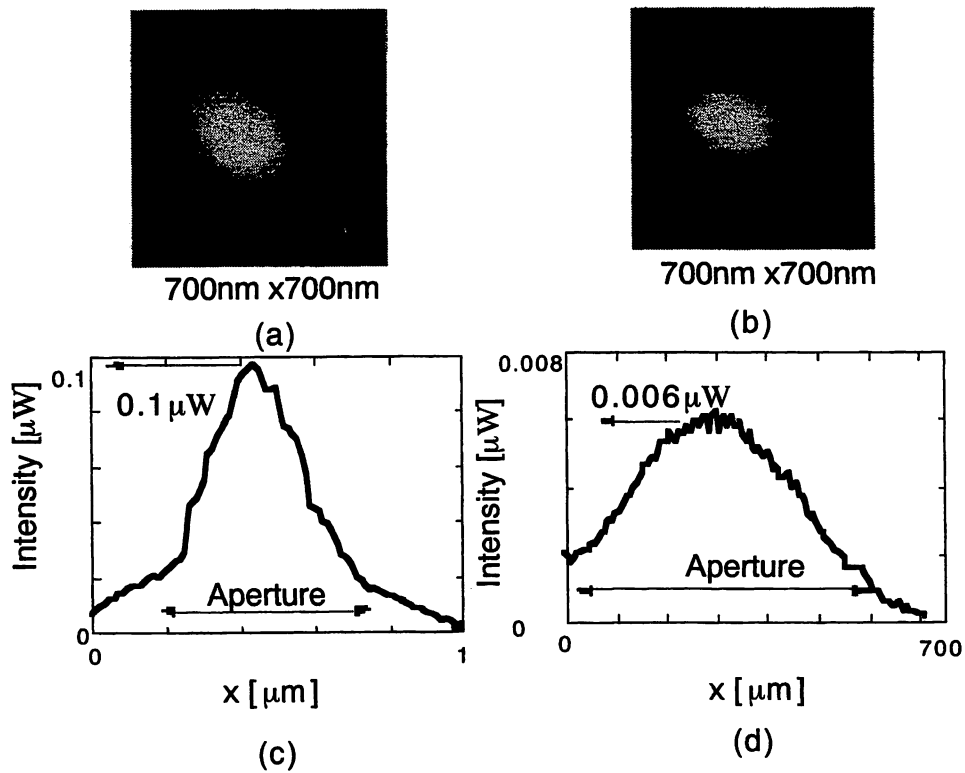 700nm x700nm
(a)
700nm x700nm
(b)
0.1
0.1μW
Intensity [μW]
Aperture
0
0
1
x [μm]
(c)
0.008
0.006μW
Intensity [μW]
Aperture
0
0
700
x [μm]
(d)